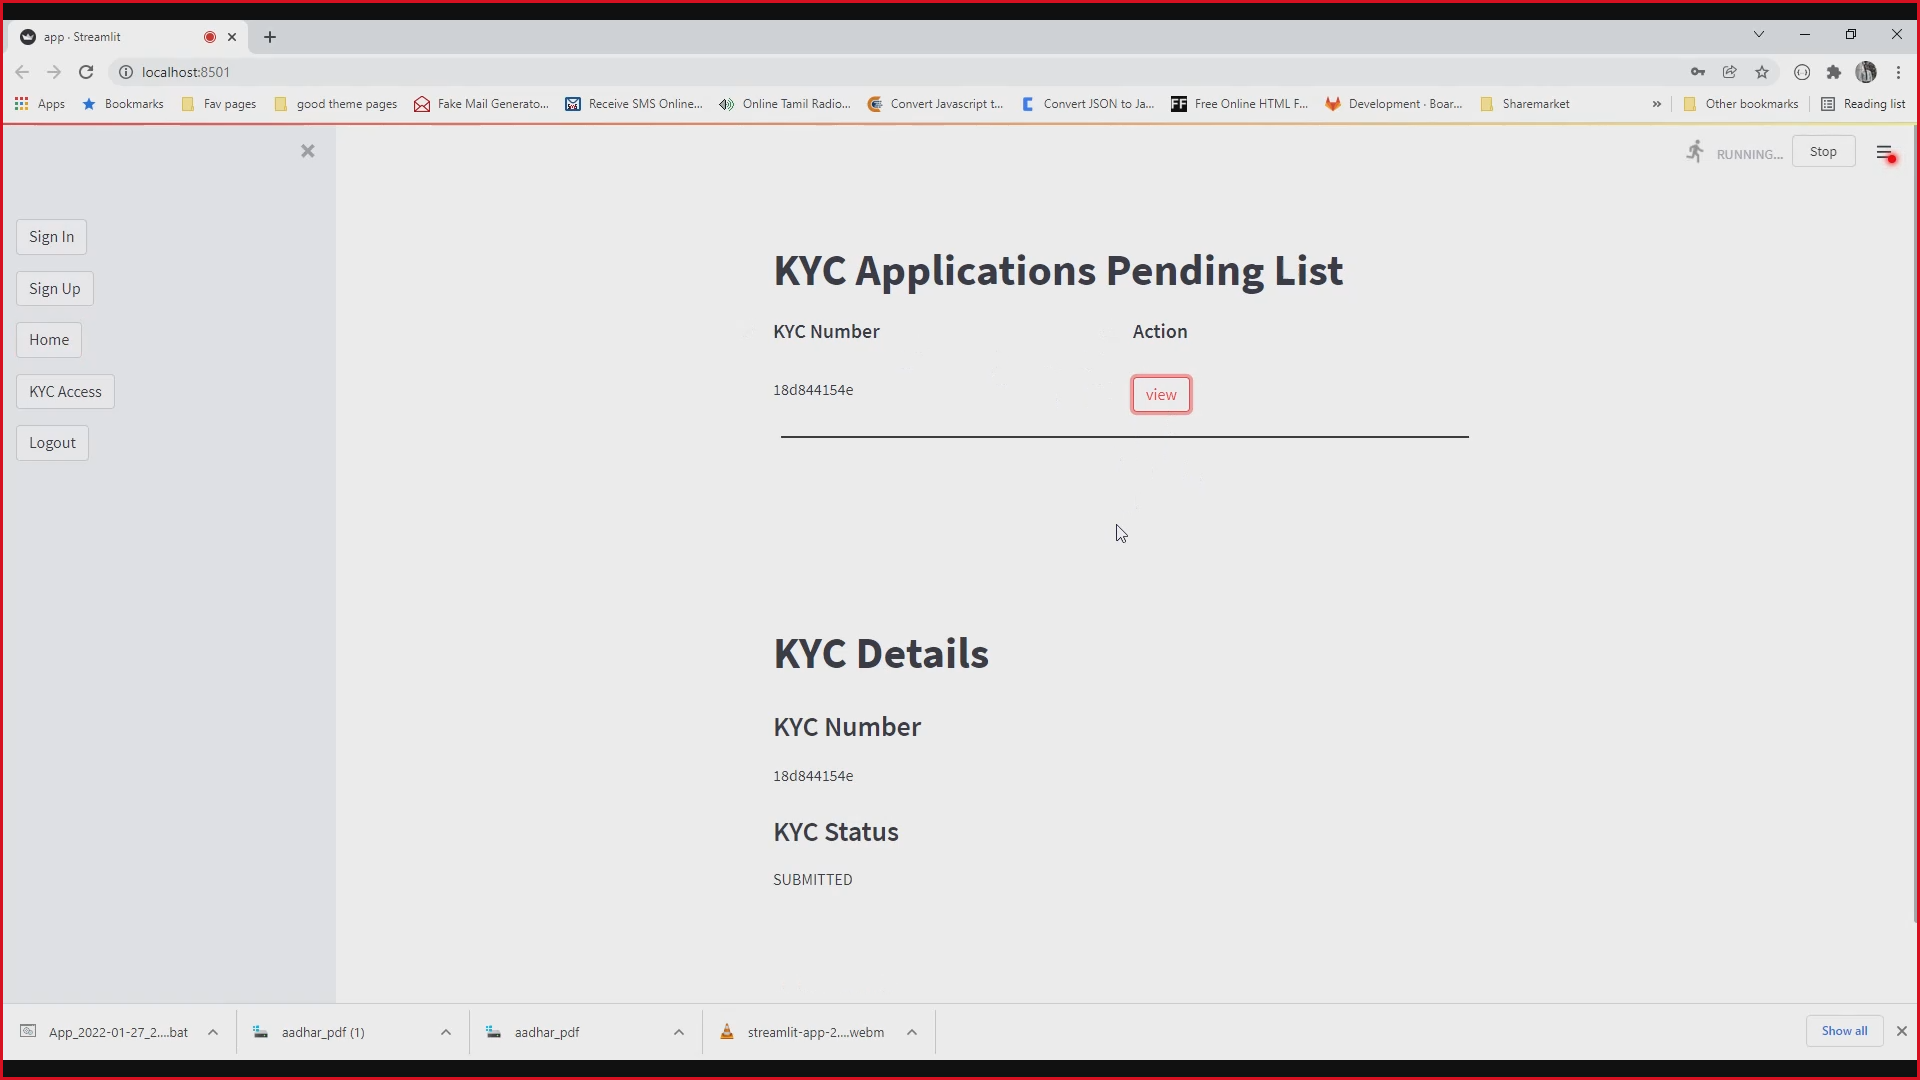 app · Streamlit
localhost:8501
Apps Bookmarks Fav pages good theme pages Fake Mail Generato... Receive SMS Online... Online Tamil Radio... Convert Javascript t... Convert JSON to Ja... FF Free Online HTML F... Development · Boar... Sharemarket » Other bookmarks Reading list
RUNNING... Stop
Sign In
Sign Up
Home
KYC Access
Logout
KYC Applications Pending List
KYC Number Action
18d844154e view
KYC Details
KYC Number
18d844154e
KYC Status
SUBMITTED
App_2022-01-27_2....bat aadhar_pdf (1) aadhar_pdf streamlit-app-2....webm Show all